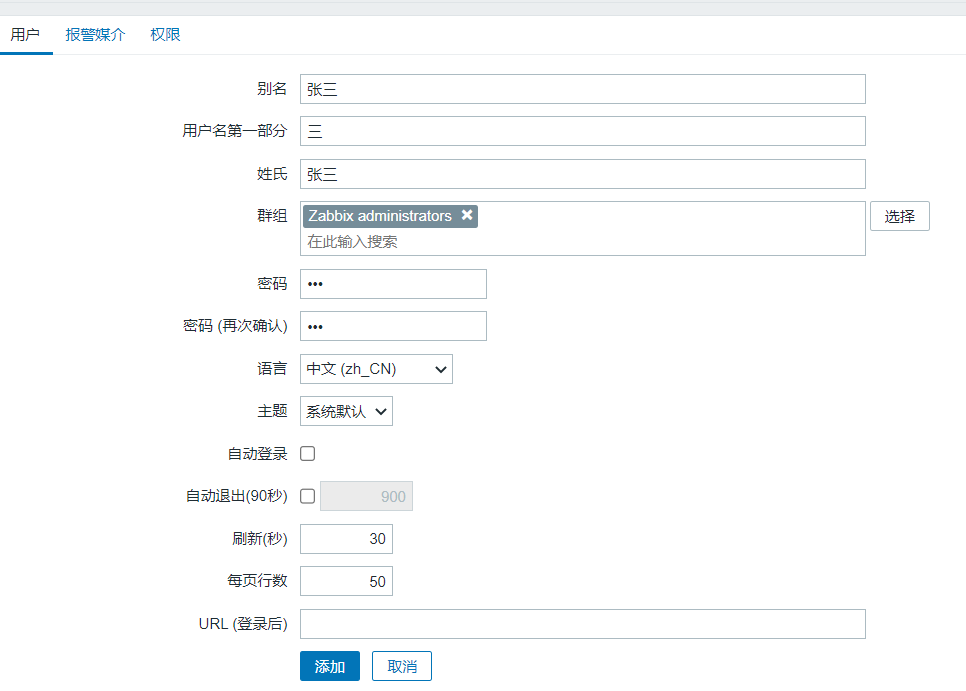 用户 报警媒介 权限
别名 张三
用户名第一部分 三
姓氏 张三
群组 Zabbix administrators 选择
在此输入搜索
密码 •••
密码 (再次确认) •••
语言 中文 (zh_CN)
主题 系统默认
自动登录
自动退出(90秒) 900
刷新(秒) 30
每页行数 50
URL (登录后)
添加 取消